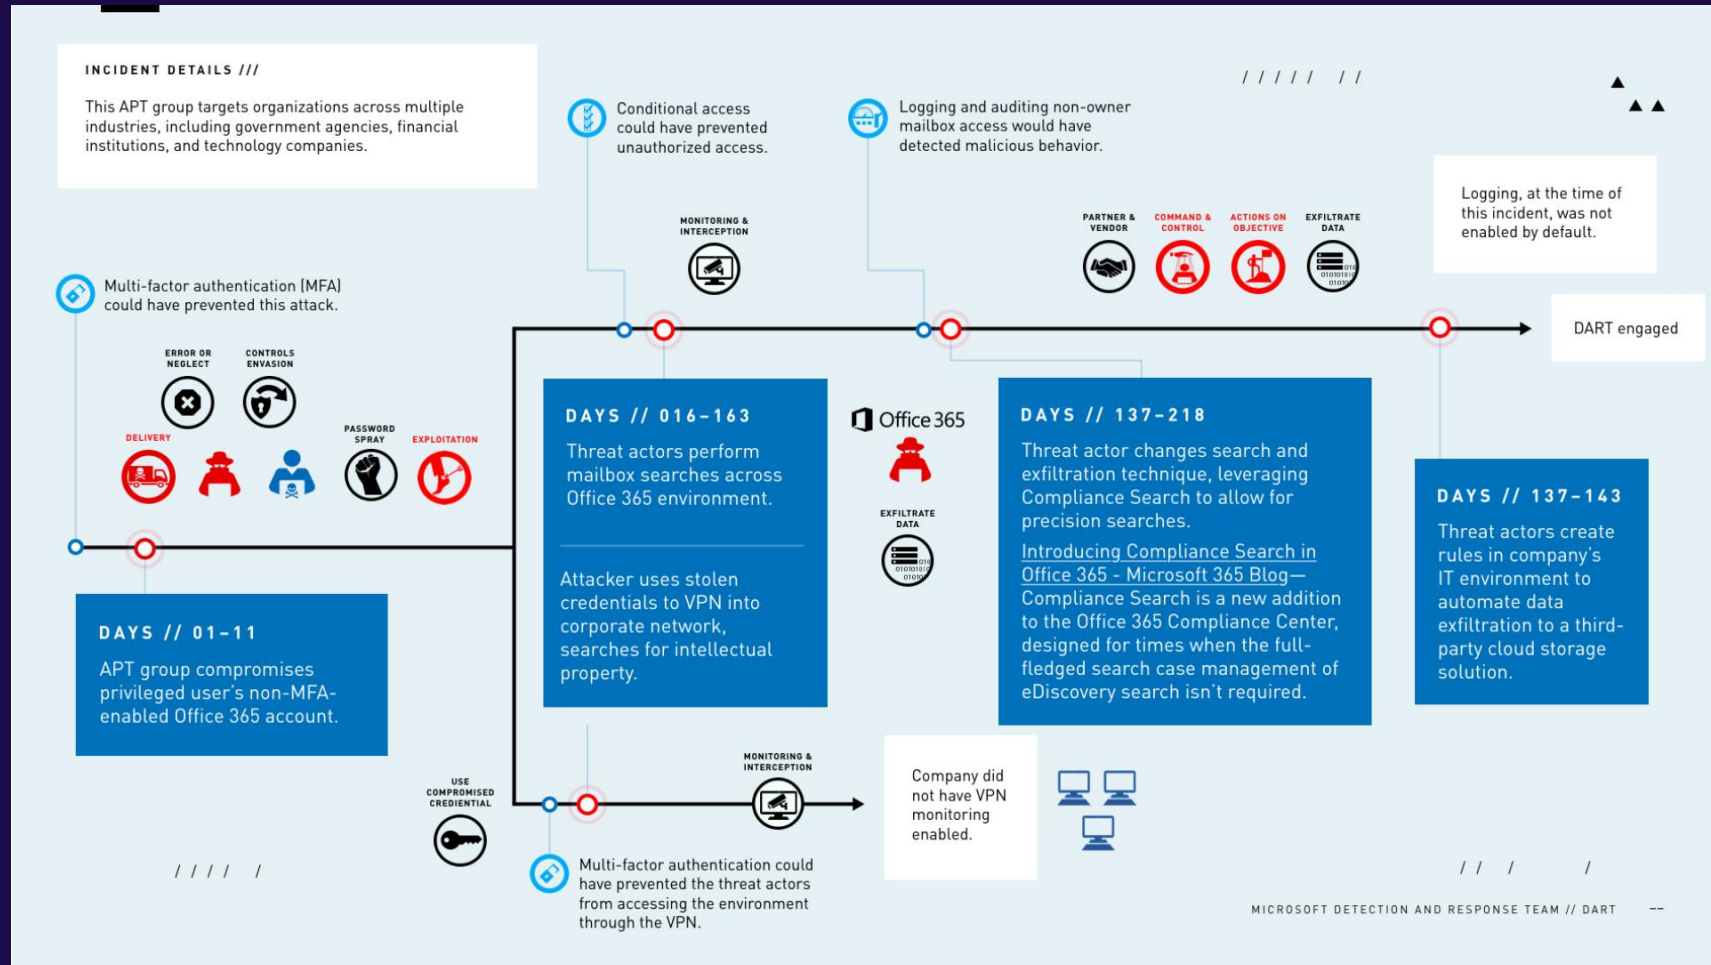 INCIDENT DETAILS ///
This APT group targets organizations across multiple
industries, including government agencies, financial
institutions, and technology companies.
Conditional access
could have prevented
unauthorized access.
Logging and auditing non-owner
mailbox access would have
detected malicious behavior.
/ / / / / / /
Logging, at the time of
this incident, was not
enabled by default.
MONITORING &
INTERCEPTION
PARTNER &
VENDOR
COMMAND &
CONTROL
ACTIONS ON
OBJECTIVE
EXFILTRATE
DATA
Multi-factor authentication (MFA)
could have prevented this attack.
DART engaged
ERROR OR
NEGLECT
CONTROLS
ENVASION
DELIVERY
PASSWORD
SPRAY
EXPLOITATION
DAYS // 01–11
APT group compromises
privileged user's non-MFA-
enabled Office 365 account.
DAYS // 016–163
Threat actors perform
mailbox searches across
Office 365 environment.
Attacker uses stolen
credentials to VPN into
corporate network,
searches for intellectual
property.
Office 365
EXFILTRATE
DATA
DAYS // 137–218
Threat actor changes search and
exfiltration technique, leveraging
Compliance Search to allow for
precision searches.
Introducing Compliance Search in
Office 365 - Microsoft 365 Blog—
Compliance Search is a new addition
to the Office 365 Compliance Center,
designed for times when the full-
fledged search case management of
eDiscovery search isn't required.
DAYS // 137–143
Threat actors create
rules in company's
IT environment to
automate data
exfiltration to a third-
party cloud storage
solution.
USE
COMPROMISED
CREDIENTIAL
MONITORING &
INTERCEPTION
Company did
not have VPN
monitoring
enabled.
Multi-factor authentication could
have prevented the threat actors
from accessing the environment
through the VPN.
/ / / / /
/ / / /
MICROSOFT DETECTION AND RESPONSE TEAM // DART --